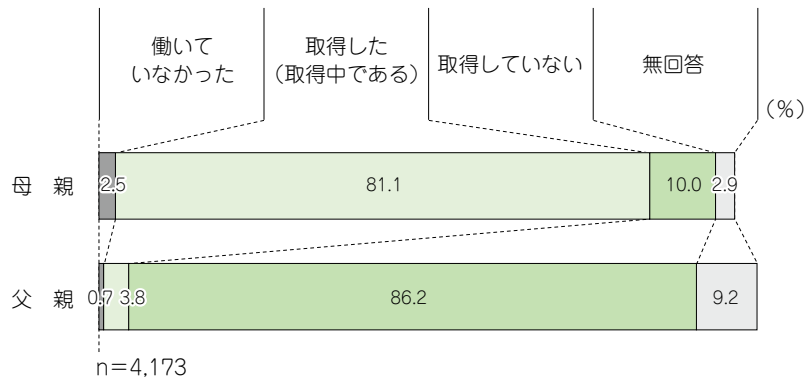 働いて
いなかった
取得した
（取得中である）
取得していない
無回答
（％）
母　親 2.5 81.1 10.0 2.9
父　親 0.7 3.8 86.2 9.2
n＝4,173